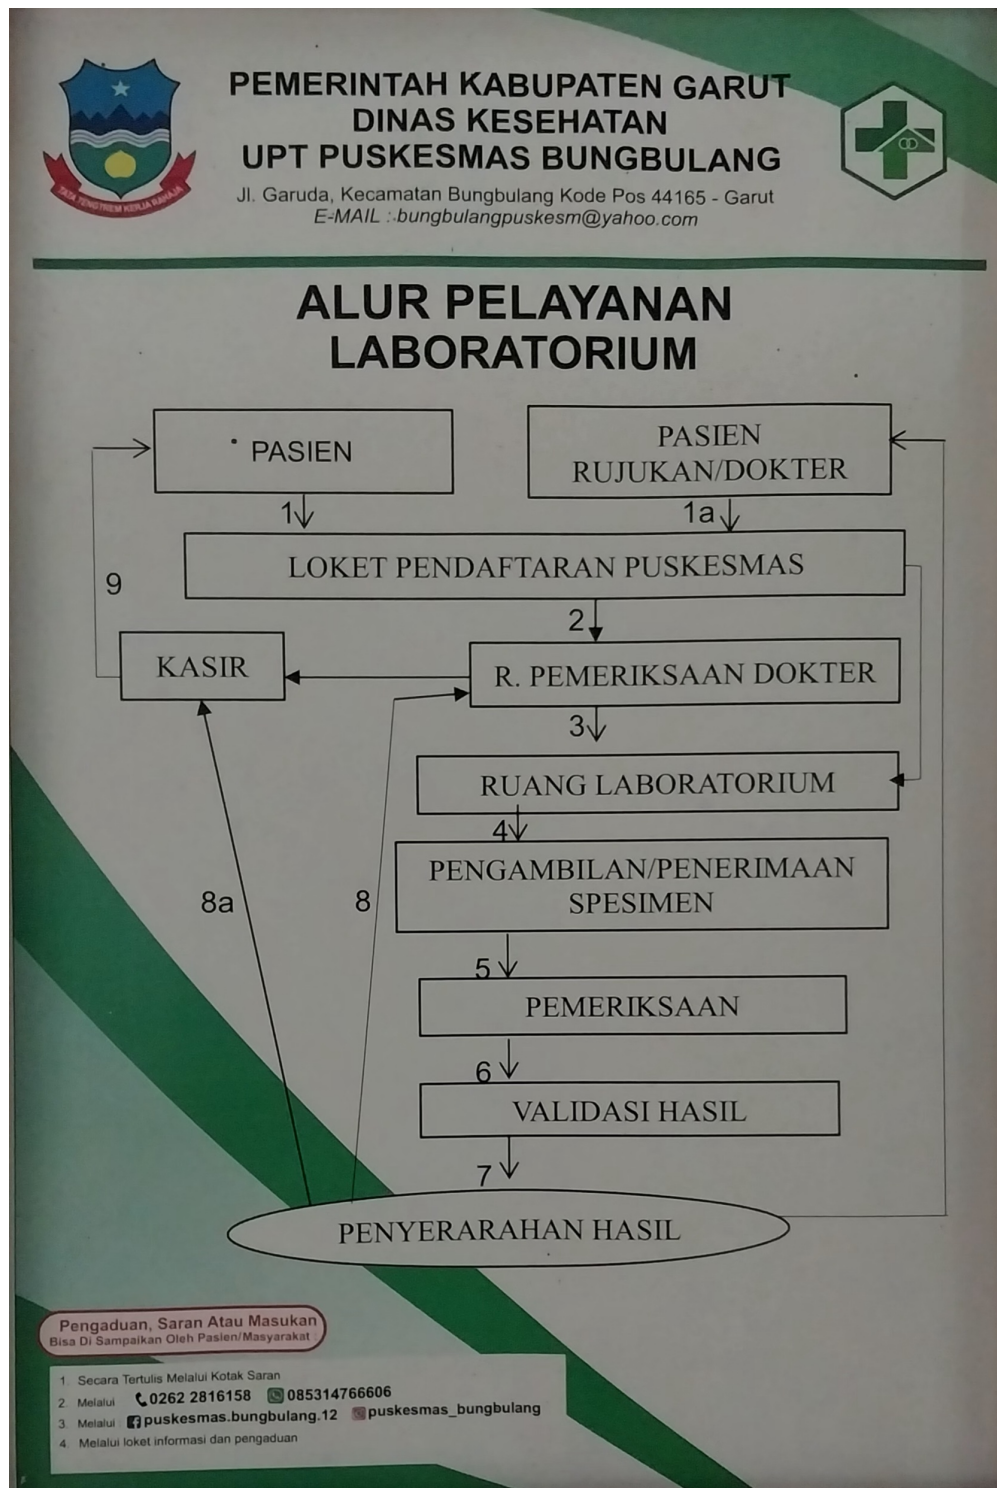 PEMERINTAH KABUPATEN GARUT
DINAS KESEHATAN
UPT PUSKESMAS BUNGBULANG
Jl. Garuda, Kecamatan Bungbulang Kode Pos 44165 - Garut
E-MAIL : bungbulangpuskesm@yahoo.com
TATA TENGTREM KERJA RAHAJA
ALUR PELAYANAN
LABORATORIUM
PASIEN
PASIEN
RUJUKAN/DOKTER
1
1a
LOKET PENDAFTARAN PUSKESMAS
9
2
KASIR
R. PEMERIKSAAN DOKTER
3
RUANG LABORATORIUM
4
PENGAMBILAN/PENERIMAAN
SPESIMEN
8a
8
5
PEMERIKSAAN
6
VALIDASI HASIL
7
PENYERARAHAN HASIL
Pengaduan, Saran Atau Masukan
Bisa Di Sampaikan Oleh Pasien/Masyarakat :
1. Secara Tertulis Melalui Kotak Saran
2. Melalui 0262 2816158 085314766606
3. Melalui : puskesmas.bungbulang.12 puskesmas_bungbulang
4. Melalui loket informasi dan pengaduan